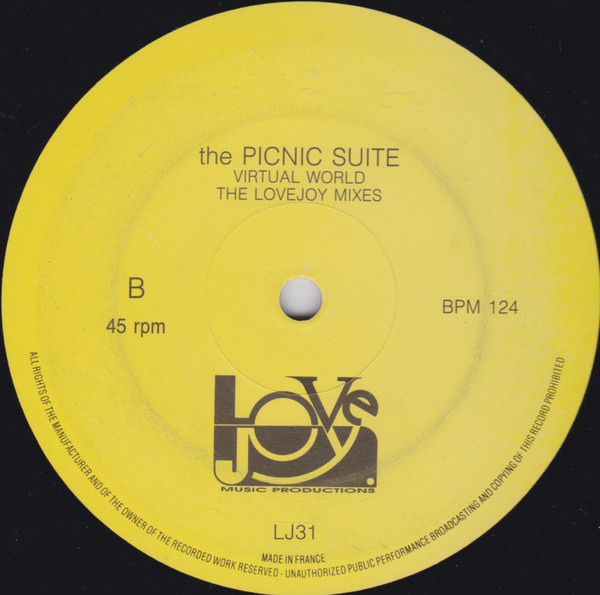 the PICNIC SUITE
VIRTUAL WORLD
THE LOVEJOY MIXES
B
45 rpm
BPM 124
LOVe
JOY.
MUSIC PRODUCTIONS
LJ31
MADE IN FRANCE
ALL RIGHTS OF THE MANUFACTURER AND OF THE OWNER OF THE RECORDED WORK RESERVED - UNAUTHORIZED PUBLIC PERFORMANCE BROADCASTING AND COPYING OF THIS RECORD PROHIBITED